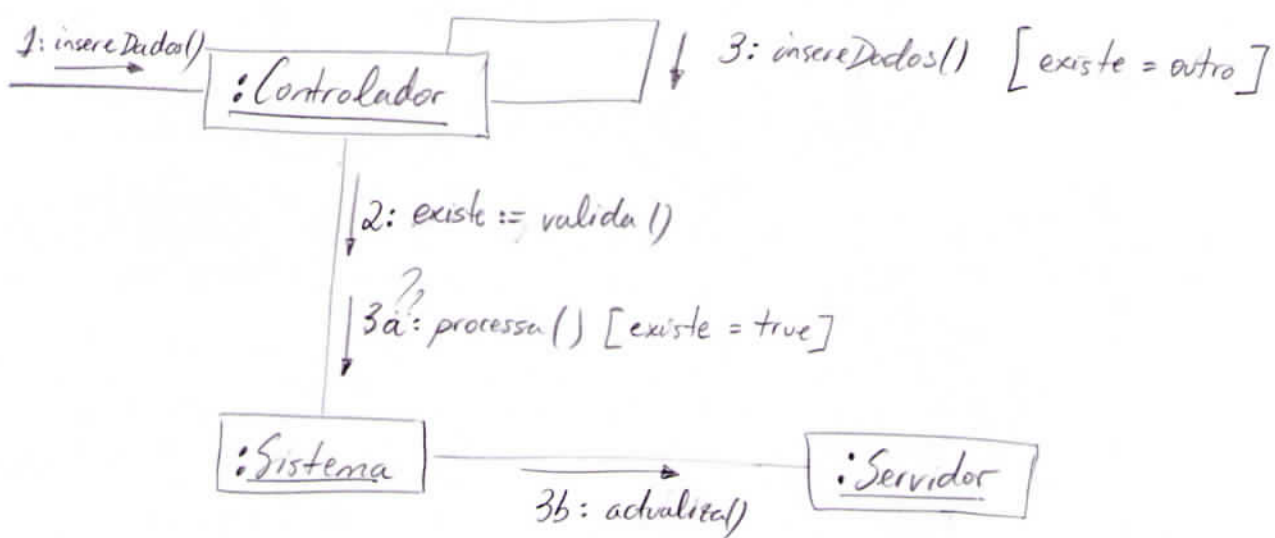 1: insereDados()
:Controlador
3: insereDados() [existe = outro]
2: existe := valida()
??
3a: processa() [existe = true]
:Sistema
:Servidor
3b: actualiza()